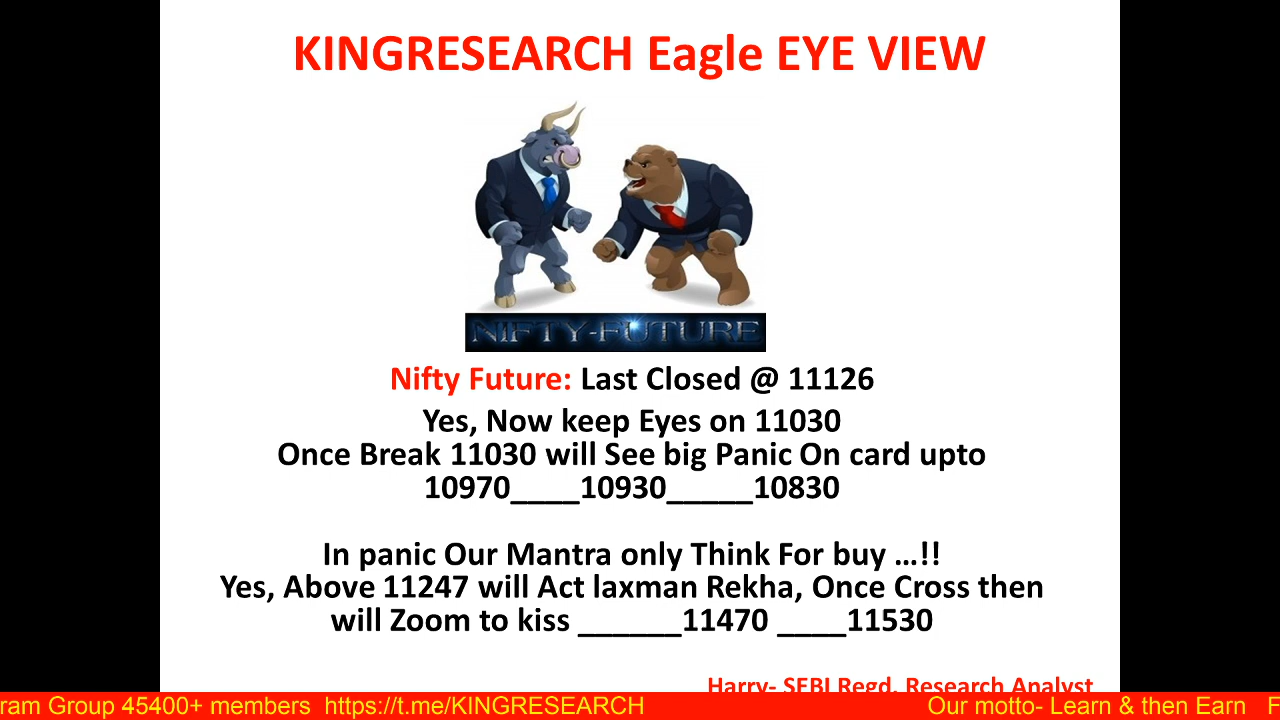 KINGRESEARCH Eagle EYE VIEW
NIFTY-FUTURE
Nifty Future: Last Closed @ 11126
Yes, Now keep Eyes on 11030
Once Break 11030 will See big Panic On card upto
10970____10930_____10830
In panic Our Mantra only Think For buy ...!!
Yes, Above 11247 will Act laxman Rekha, Once Cross then
will Zoom to kiss ______11470 ____11530
Harry- SEBI Regd. Research Analyst
ram Group 45400+ members https://t.me/KINGRESEARCH Our motto- Learn & then Earn F